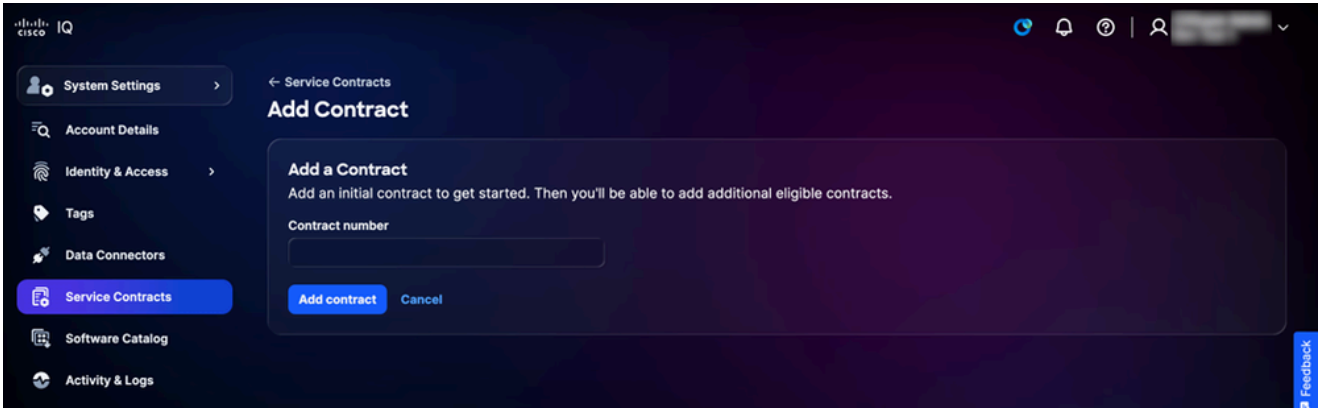 cisco IQ
System Settings
Account Details
Identity & Access
Tags
Data Connectors
Service Contracts
Software Catalog
Activity & Logs
← Service Contracts
Add Contract
Add a Contract
Add an initial contract to get started. Then you'll be able to add additional eligible contracts.
Contract number
Add contract Cancel
Feedback